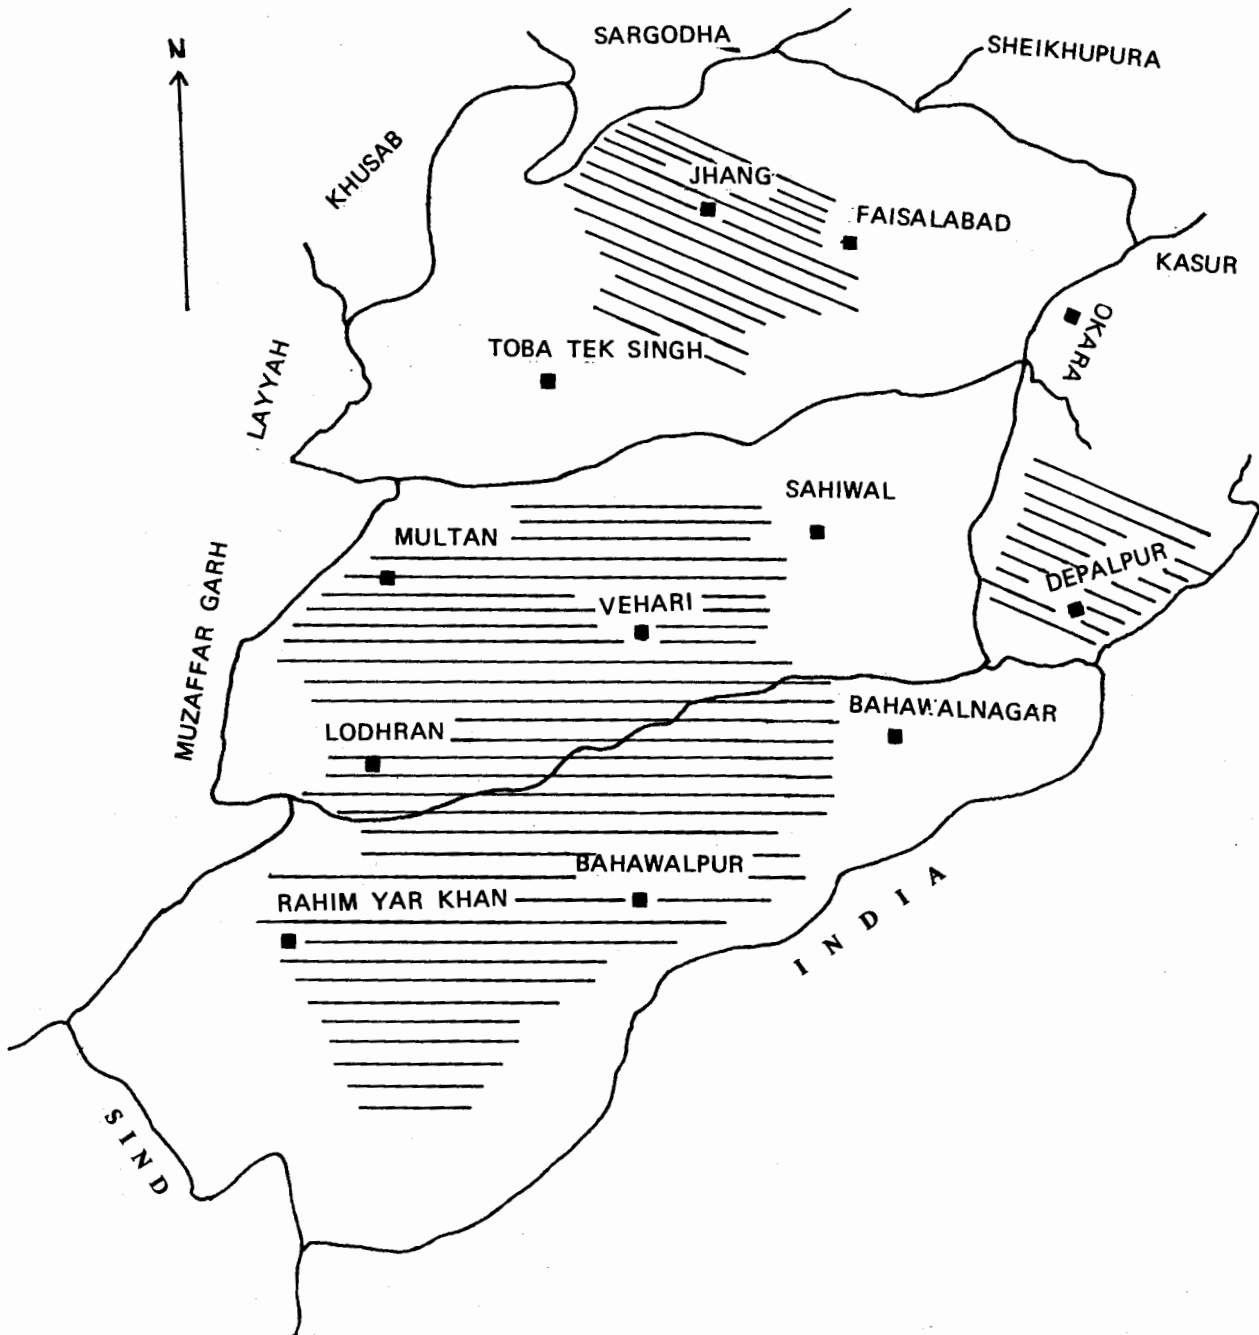 N
SARGODHA
SHEIKHUPURA
KHUSAB
JHANG
FAISALABAD
KASUR
OKARA
TOBA TEK SINGH
LAYYAH
SAHIWAL
MULTAN
DEPALPUR
VEHARI
MUZAFFAR GARH
LODHRAN
BAHAWALNAGAR
BAHAWALPUR
RAHIM YAR KHAN
INDIA
SIND